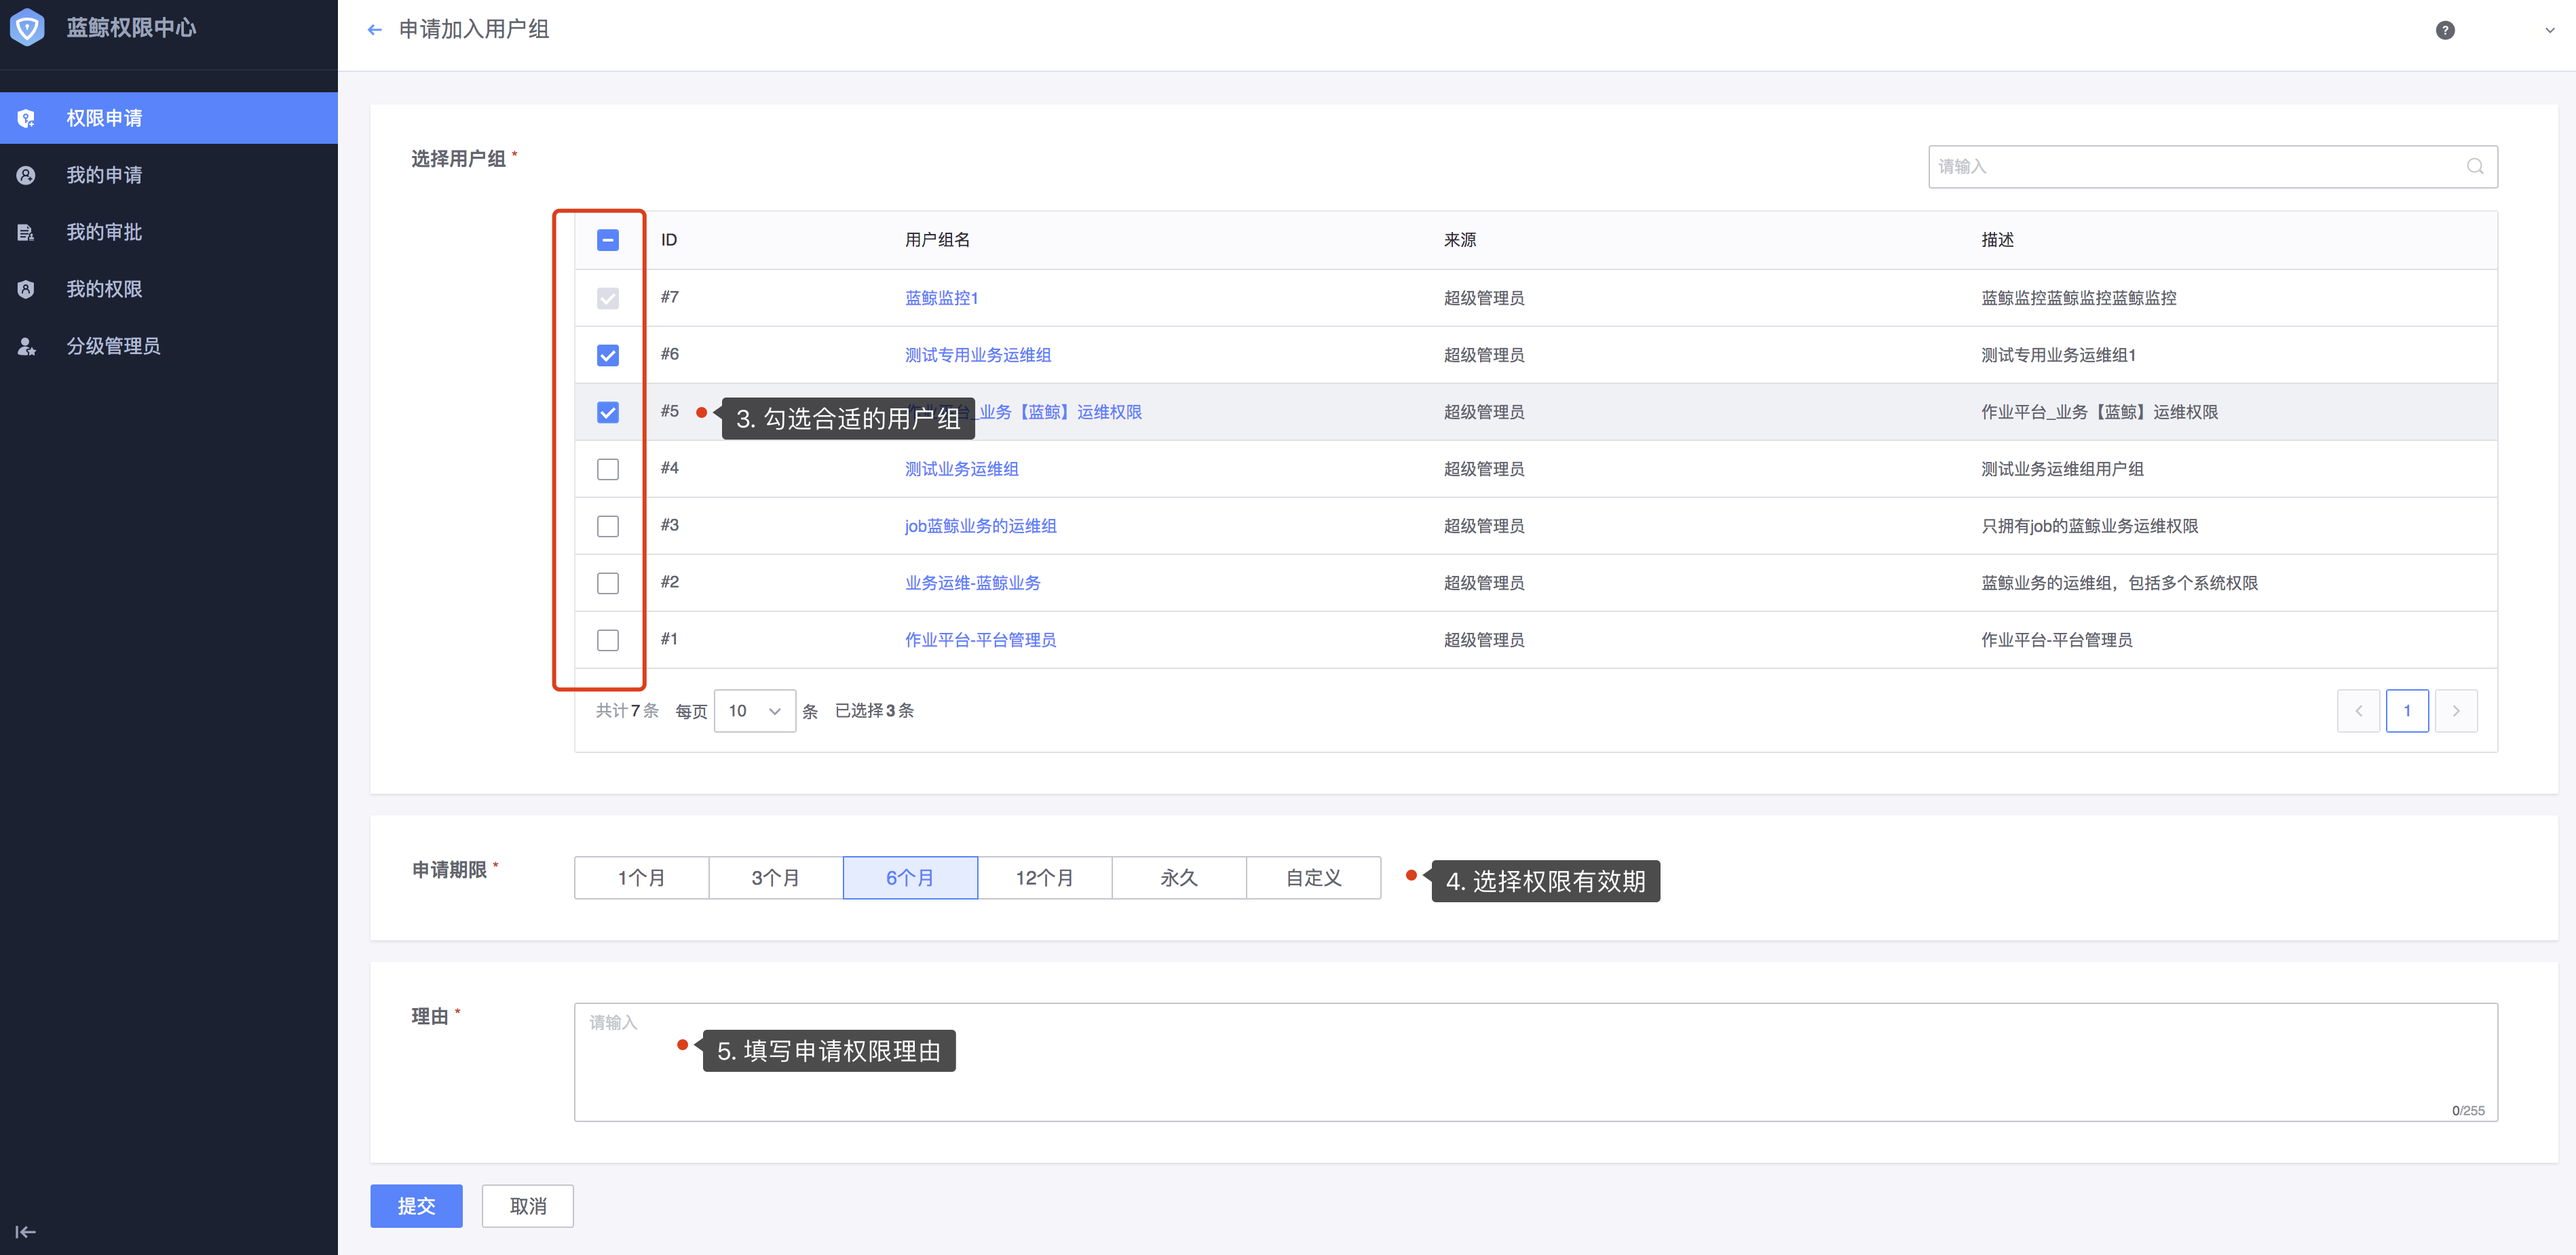 蓝鲸权限中心
申请加入用户组
权限申请
我的申请
我的审批
我的权限
分级管理员
选择用户组 *
请输入
ID 用户组名 来源 描述
#7 蓝鲸监控1 超级管理员 蓝鲸监控蓝鲸监控蓝鲸监控
#6 测试专用业务运维组 超级管理员 测试专用业务运维组1
#5 _业务【蓝鲸】运维权限 超级管理员 作业平台_业务【蓝鲸】运维权限
3. 勾选合适的用户组
#4 测试业务运维组 超级管理员 测试业务运维组用户组
#3 job蓝鲸业务的运维组 超级管理员 只拥有job的蓝鲸业务运维权限
#2 业务运维-蓝鲸业务 超级管理员 蓝鲸业务的运维组，包括多个系统权限
#1 作业平台-平台管理员 超级管理员 作业平台-平台管理员
共计7条 每页 10 条 已选择3条 1
申请期限 * 1个月 3个月 6个月 12个月 永久 自定义
4. 选择权限有效期
理由 *
请输入
5. 填写申请权限理由
0/255
提交 取消